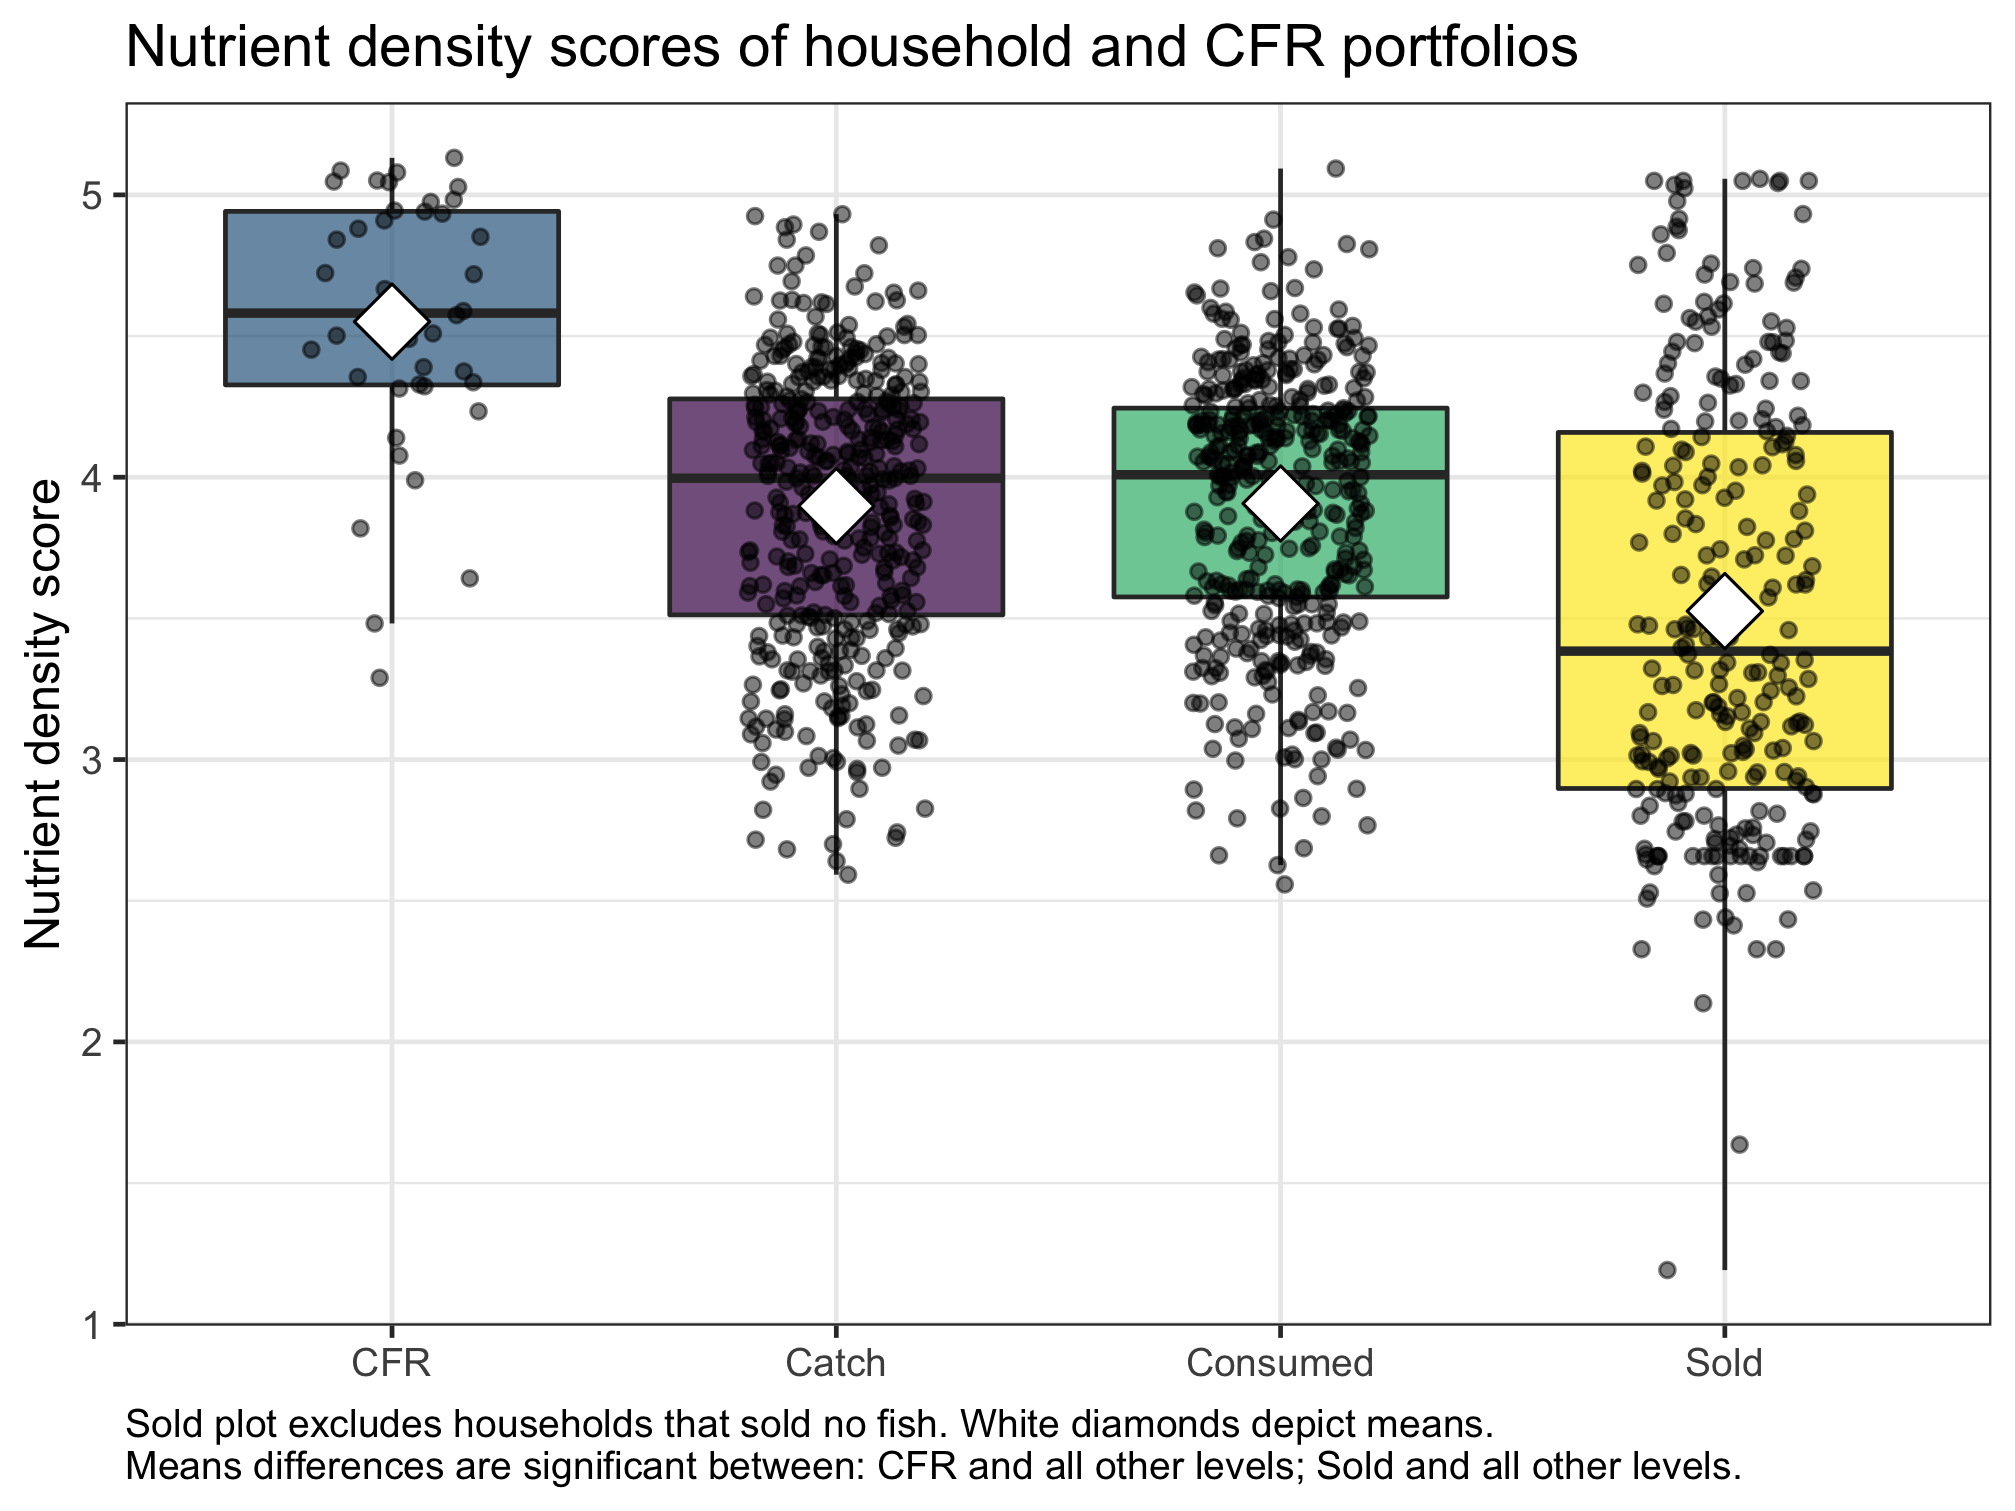 Nutrient density scores of household and CFR portfolios
Nutrient density score
5
4
3
2
1
CFR
Catch
Consumed
Sold
Sold plot excludes households that sold no fish. White diamonds depict means.
Means differences are significant between: CFR and all other levels; Sold and all other levels.